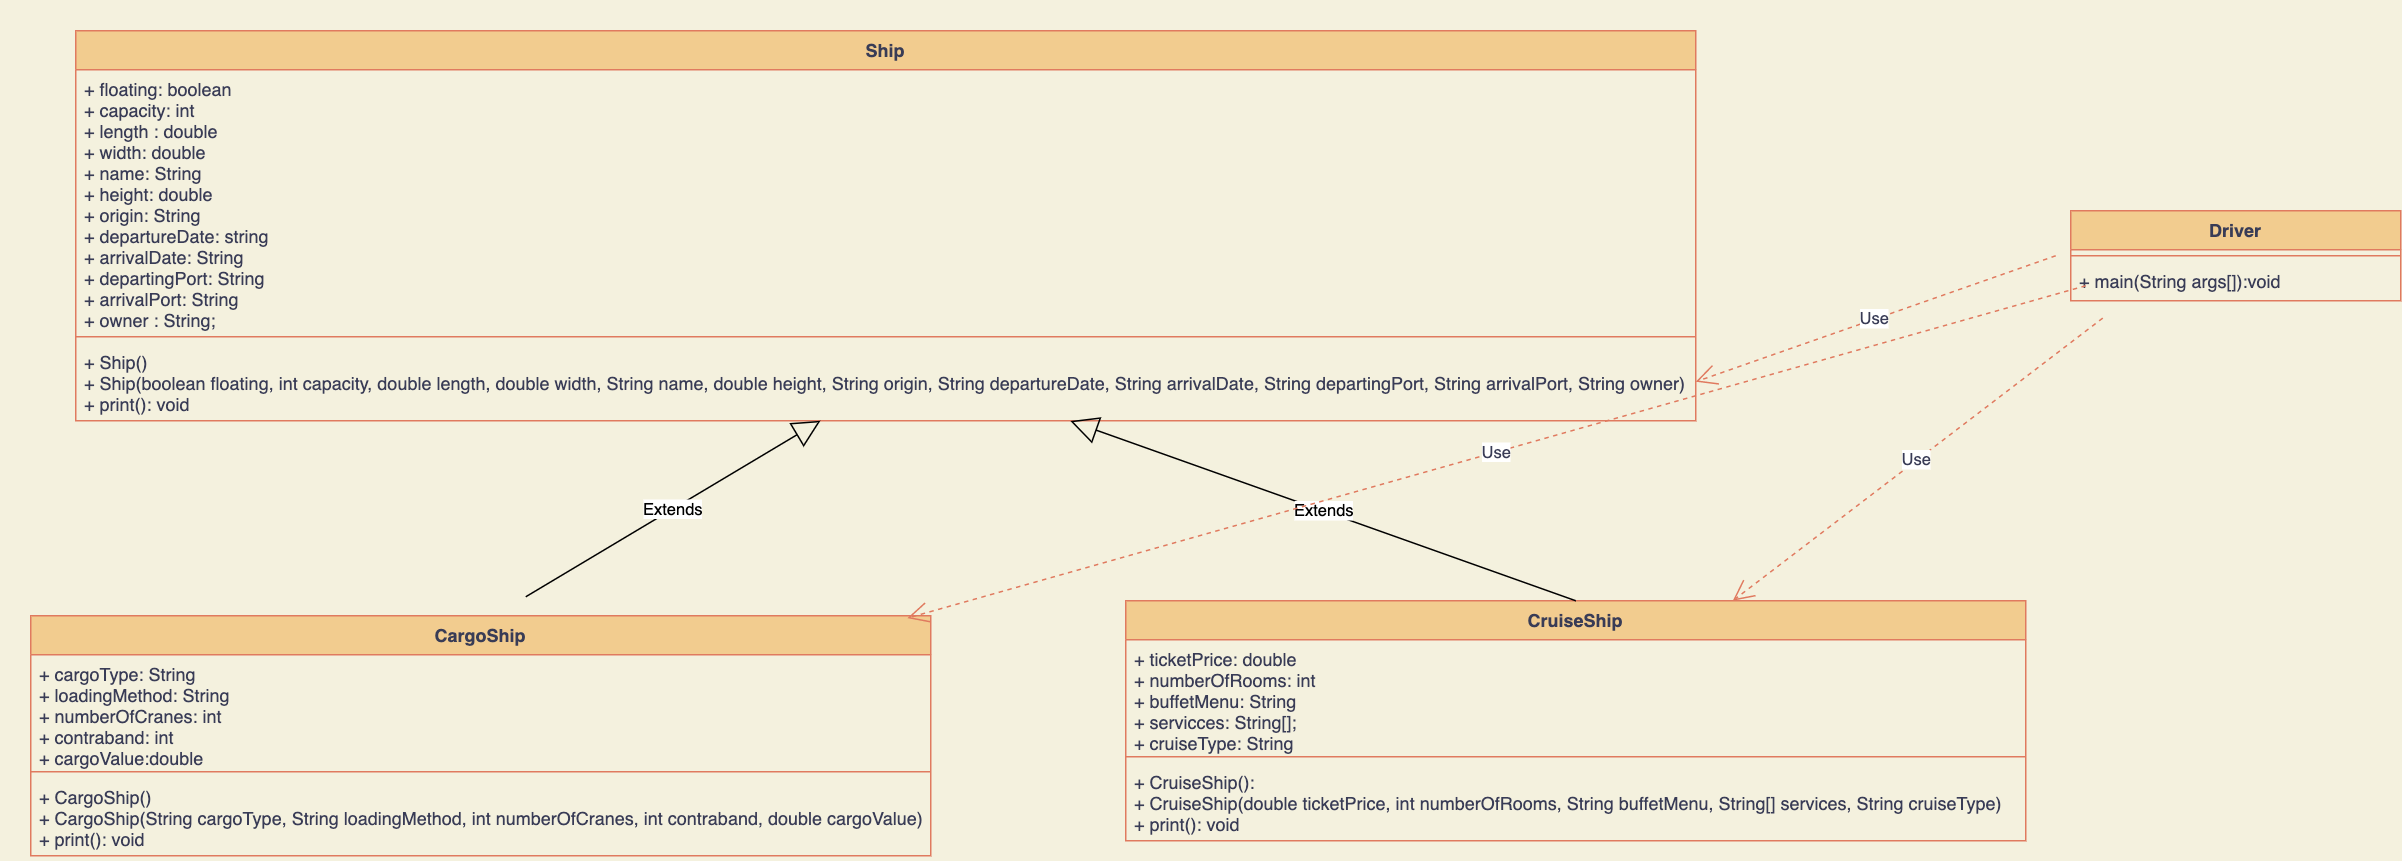 Ship
+ floating: boolean
+ capacity: int
+ length : double
+ width: double
+ name: String
+ height: double
+ origin: String
+ departureDate: string
+ arrivalDate: String
+ departingPort: String
+ arrivalPort: String
+ owner : String;
+ Ship()
+ Ship(boolean floating, int capacity, double length, double width, String name, double height, String origin, String departureDate, String arrivalDate, String departingPort, String arrivalPort, String owner)
+ print(): void
Driver
+ main(String args[]):void
Use
Use
Use
Extends
Extends
CargoShip
+ cargoType: String
+ loadingMethod: String
+ numberOfCranes: int
+ contraband: int
+ cargoValue:double
+ CargoShip()
+ CargoShip(String cargoType, String loadingMethod, int numberOfCranes, int contraband, double cargoValue)
+ print(): void
CruiseShip
+ ticketPrice: double
+ numberOfRooms: int
+ buffetMenu: String
+ servicces: String[];
+ cruiseType: String
+ CruiseShip():
+ CruiseShip(double ticketPrice, int numberOfRooms, String buffetMenu, String[] services, String cruiseType)
+ print(): void